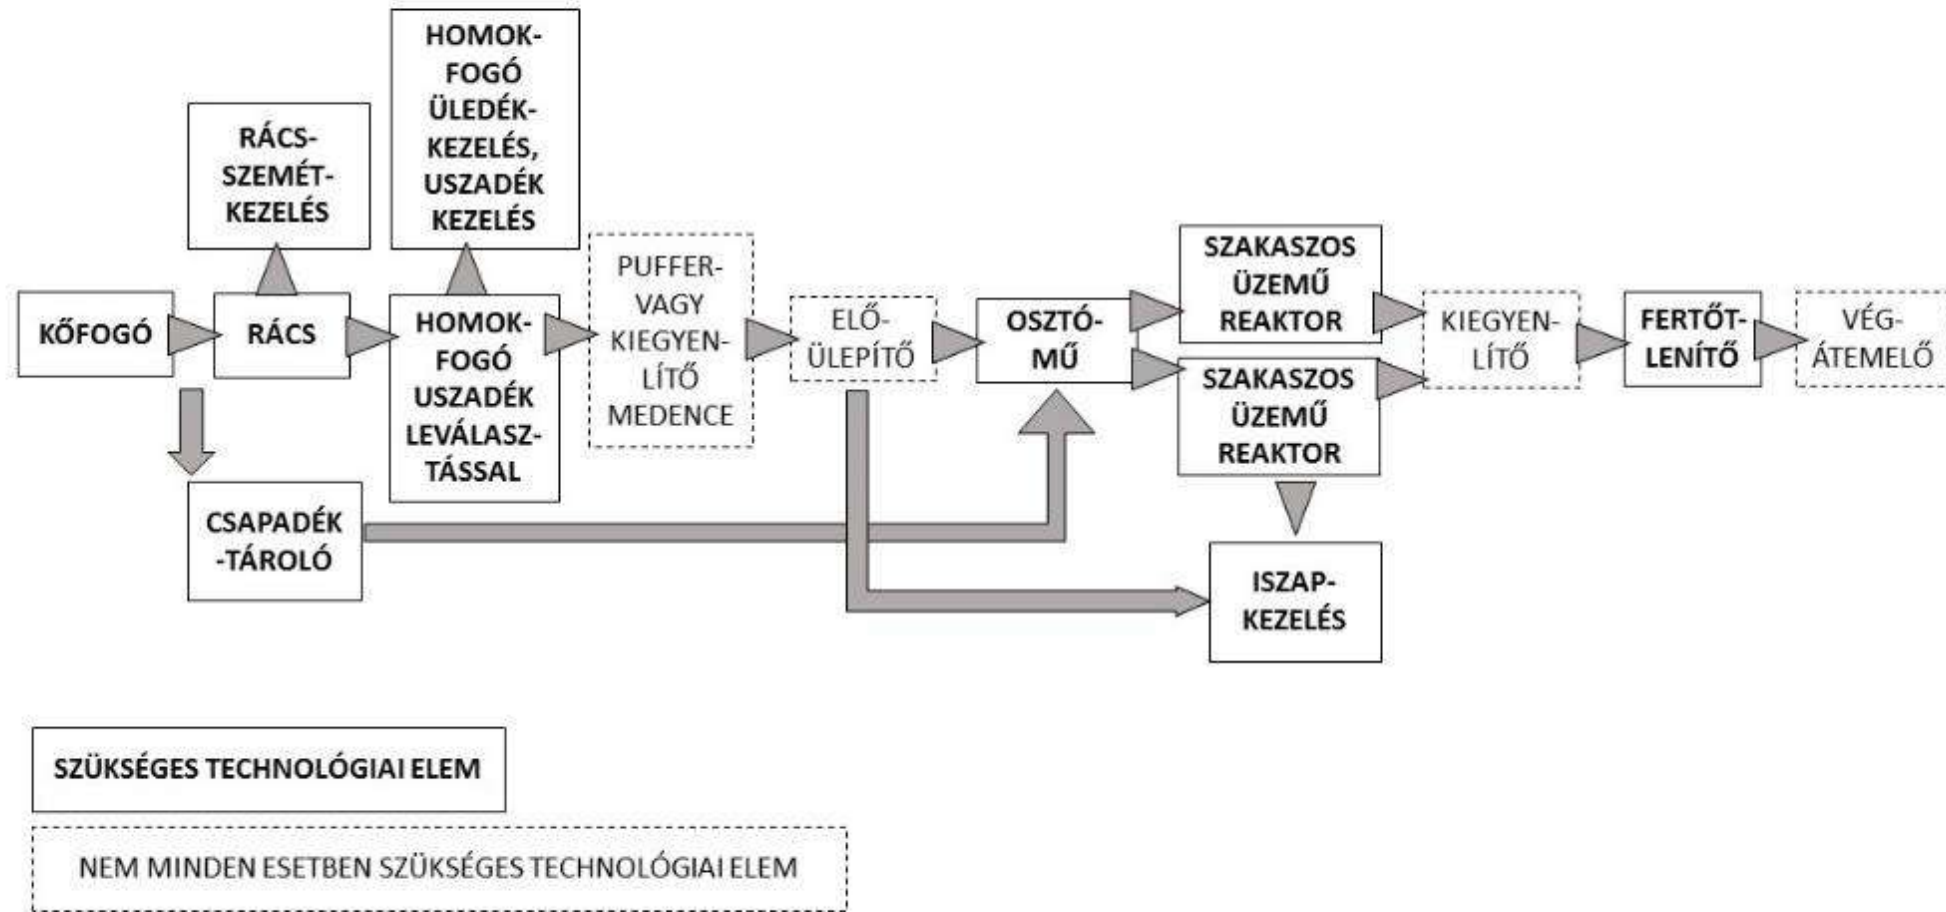 HOMOK-
FOGÓ
ÜLEDÉK-
KEZELÉS,
USZADÉK
KEZELÉS
RÁCS-
SZEMÉT-
KEZELÉS
KŐFOGÓ
RÁCS
HOMOK-
FOGÓ
USZADÉK
LEVÁLASZ-
TÁSSAL
PUFFER-
VAGY
KIEGYEN-
LÍTŐ
MEDENCE
ELŐ-
ÜLEPÍTŐ
OSZTÓ-
MŰ
SZAKASZOS
ÜZEMŰ
REAKTOR
SZAKASZOS
ÜZEMŰ
REAKTOR
KIEGYEN-
LÍTŐ
FERTŐT-
LENÍTŐ
VÉG-
ÁTEMELŐ
CSAPADÉK
-TÁROLÓ
ISZAP-
KEZELÉS
SZÜKSÉGES TECHNOLÓGIAI ELEM
NEM MINDEN ESETBEN SZÜKSÉGES TECHNOLÓGIAI ELEM